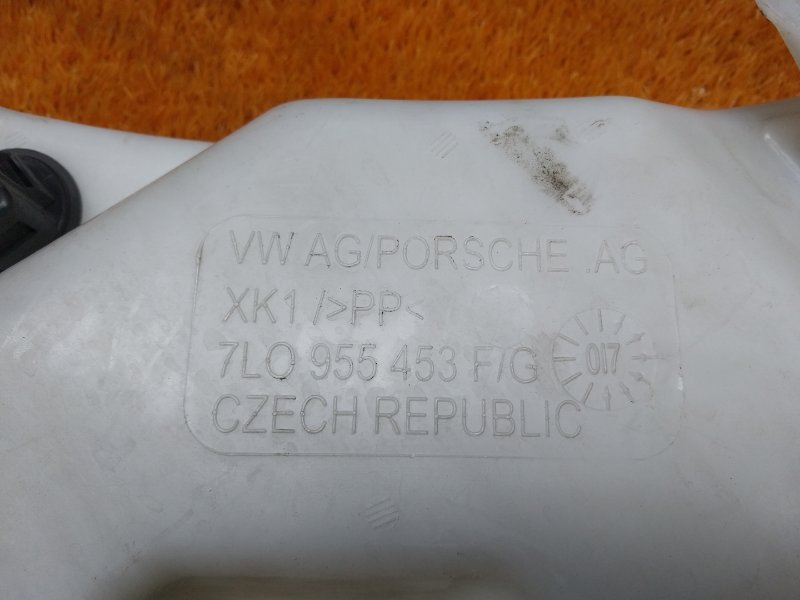 VW AG/PORSCHE .AG
XK1 />PP<
7L0 955 453 F/G
017
CZECH REPUBLIC